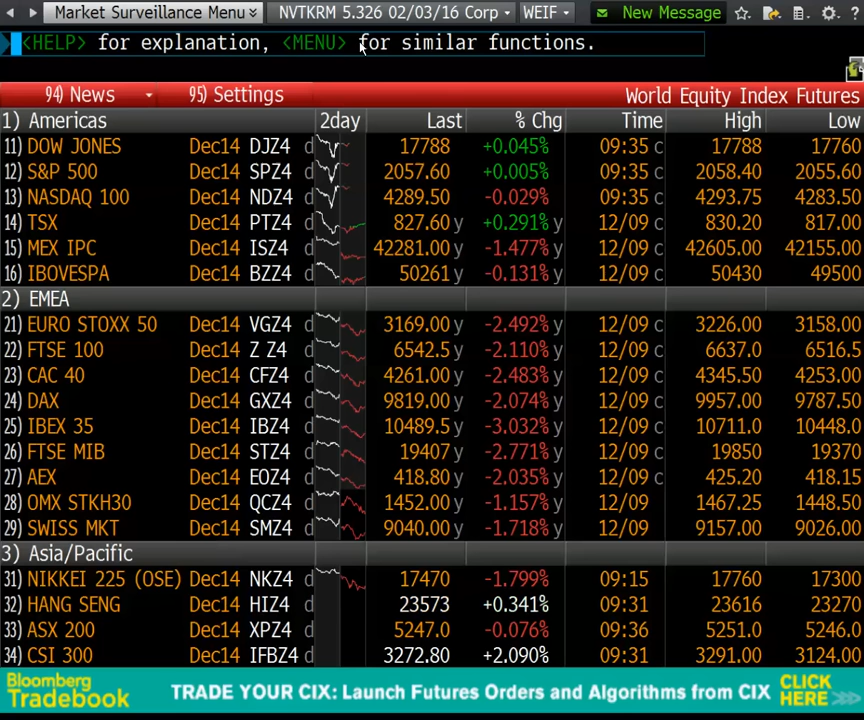 Market Surveillance Menu NVTKRM 5.326 02/03/16 Corp WEIF New Message ?
<HELP> for explanation, <MENU> for similar functions.
94) News 95) Settings World Equity Index Futures
1) Americas 2day Last % Chg Time High Low
11) DOW JONES Dec14 DJZ4 d 17788 +0.045% 09:35 c 17788 17760
12) S&P 500 Dec14 SPZ4 d 2057.60 +0.005% 09:35 c 2058.40 2055.60
13) NASDAQ 100 Dec14 NDZ4 d 4289.50 -0.029% 09:35 c 4293.75 4283.50
14) TSX Dec14 PTZ4 d 827.60 y +0.291% y 12/09 c 830.20 817.00
15) MEX IPC Dec14 ISZ4 d 42281.00 y -1.477% y 12/09 c 42605.00 42155.00
16) IBOVESPA Dec14 BZZ4 d 50261 y -0.131% y 12/09 c 50430 49500
2) EMEA
21) EURO STOXX 50 Dec14 VGZ4 d 3169.00 y -2.492% y 12/09 c 3226.00 3158.00
22) FTSE 100 Dec14 Z Z4 d 6542.5 y -2.110% y 12/09 c 6637.0 6516.5
23) CAC 40 Dec14 CFZ4 d 4261.00 y -2.483% y 12/09 c 4345.50 4253.00
24) DAX Dec14 GXZ4 d 9819.00 y -2.074% y 12/09 c 9957.00 9787.50
25) IBEX 35 Dec14 IBZ4 d 10489.5 y -3.032% y 12/09 c 10711.0 10448.0
26) FTSE MIB Dec14 STZ4 d 19407 y -2.771% y 12/09 c 19850 19370
27) AEX Dec14 EOZ4 d 418.80 y -2.035% y 12/09 c 425.20 418.15
28) OMX STKH30 Dec14 QCZ4 d 1452.00 y -1.157% y 12/09 1467.25 1448.50
29) SWISS MKT Dec14 SMZ4 d 9040.00 y -1.718% y 12/09 9157.00 9026.00
3) Asia/Pacific
31) NIKKEI 225 (OSE) Dec14 NKZ4 d 17470 -1.799% 09:15 17760 17300
32) HANG SENG Dec14 HIZ4 d 23573 +0.341% 09:31 23616 23270
33) ASX 200 Dec14 XPZ4 d 5247.0 -0.076% 09:36 5251.0 5246.0
34) CSI 300 Dec14 IFBZ4 d 3272.80 +2.090% 09:31 3291.00 3124.00
Bloomberg Tradebook TRADE YOUR CIX: Launch Futures Orders and Algorithms from CIX CLICK HERE >>>